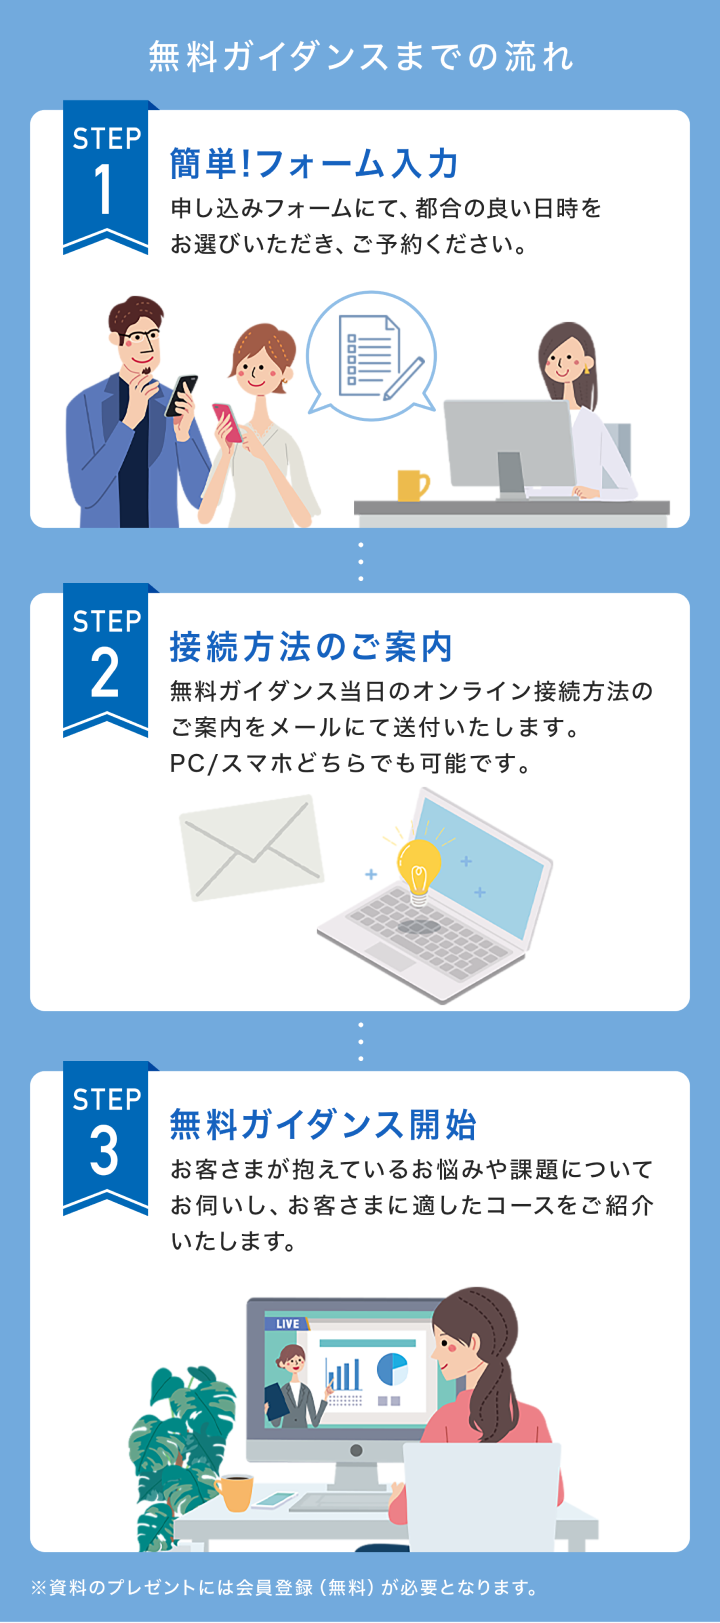 無料ガイダンスまでの流れ
STEP
1
簡単!フォーム入力
申し込みフォームにて、都合の良い日時を
お選びいただき、ご予約ください。
STEP
2
接続方法のご案内
無料ガイダンス当日のオンライン接続方法の
ご案内をメールにて送付いたします。
PC/スマホどちらでも可能です。
STEP
3
無料ガイダンス開始
お客さまが抱えているお悩みや課題について
お伺いし、お客さまに適したコースをご紹介
いたします。
LIVE
※資料のプレゼントには会員登録（無料）が必要となります。